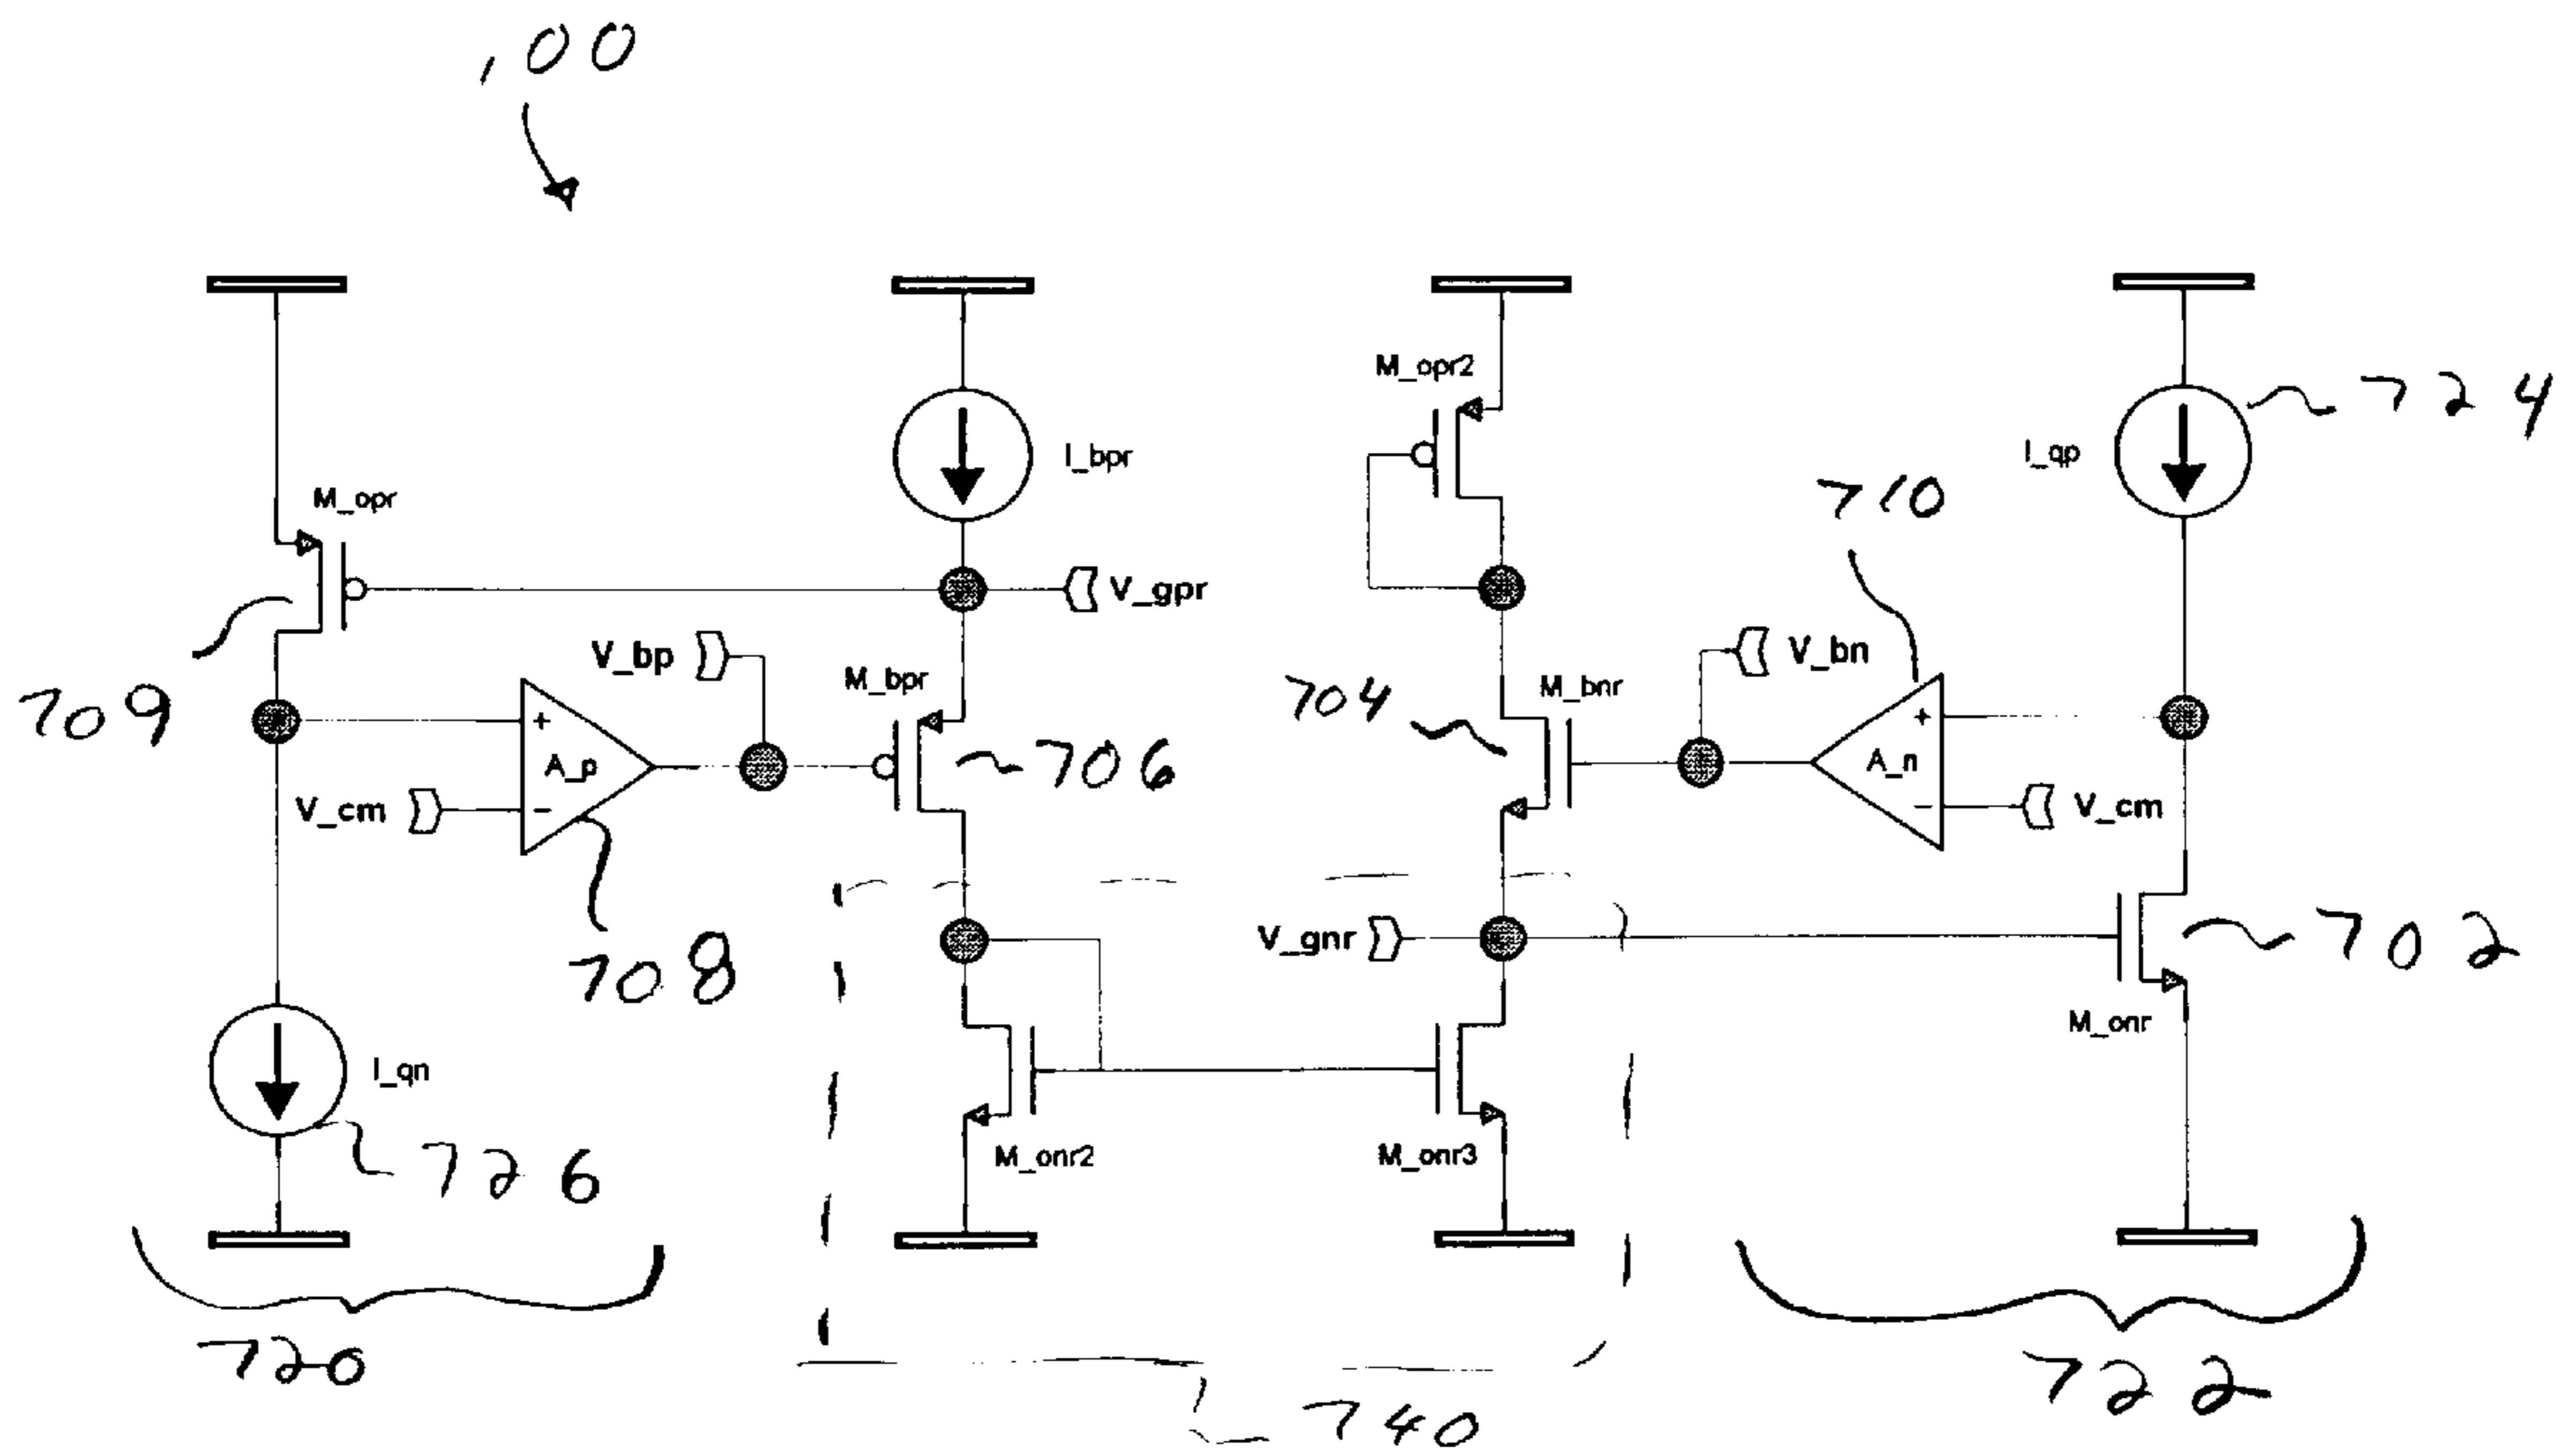 100
M_opr2
724
I_bpr
I_qp
710
M_opr
V_gpr
V_bp
V_bn
M_bpr
M_bnr
704
709
+
+
A_p
706
A_n
V_cm
−
−
V_cm
V_gnr
702
708
M_onr
I_qn
M_onr2
M_onr3
726
720
722
740